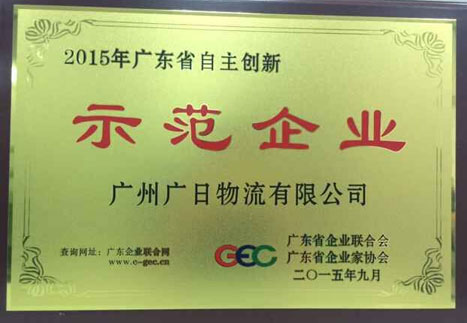 2015年广东省自主创新
示范企业
广州广日物流有限公司
查询网址：广东企业联合网
www.c-gec.cn
GEC
广东省企业联合会
广东省企业家协会
二〇一五年九月